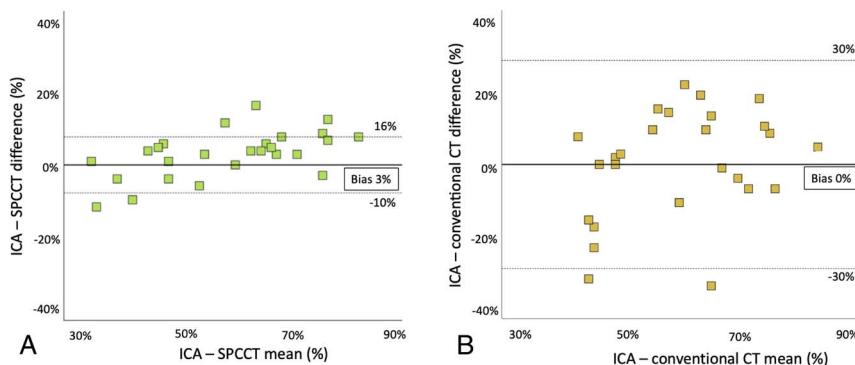 40%
20%
0%
-20%
-40%
ICA – SPCCT difference (%)
16%
Bias 3%
-10%
30%
50%
70%
90%
ICA – SPCCT mean (%)
A
40%
20%
0%
-20%
-40%
ICA – conventional CT difference (%)
30%
Bias 0%
-30%
30%
50%
70%
90%
ICA – conventional CT mean (%)
B